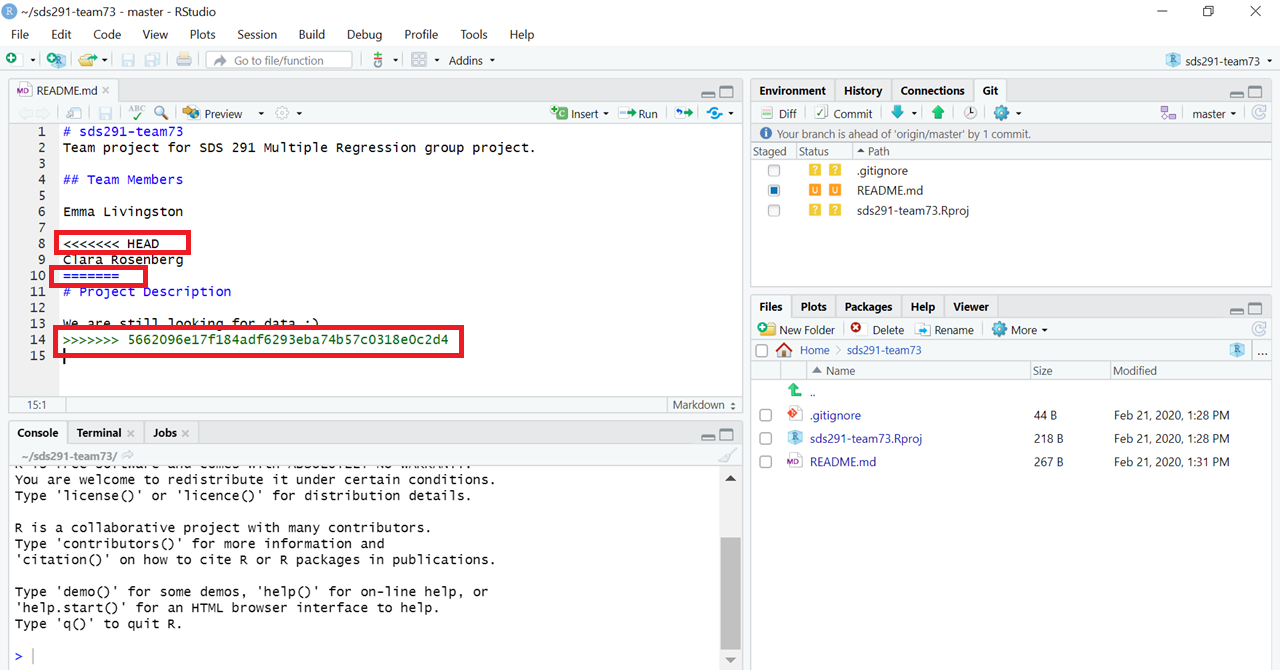 ~/sds291-team73 - master - RStudio
File Edit Code View Plots Session Build Debug Profile Tools Help
Go to file/function Addins sds291-team73
README.md
Preview Insert Run
1 # sds291-team73
2 Team project for SDS 291 Multiple Regression group project.
3
4 ## Team Members
5
6 Emma Livingston
7
8 <<<<<<< HEAD
9 Clara Rosenberg
10 =======
11 # Project Description
12
13 We are still looking for data :)
14 >>>>>>> 5662096e17f184adf6293eba74b57c0318e0c2d4
15
15:1 Markdown
Console Terminal Jobs
~/sds291-team73/
R is free software and comes with ABSOLUTELY NO WARRANTY.
You are welcome to redistribute it under certain conditions.
Type 'license()' or 'licence()' for distribution details.
R is a collaborative project with many contributors.
Type 'contributors()' for more information and
'citation()' on how to cite R or R packages in publications.
Type 'demo()' for some demos, 'help()' for on-line help, or
'help.start()' for an HTML browser interface to help.
Type 'q()' to quit R.
>
Environment History Connections Git
Diff Commit master
Your branch is ahead of 'origin/master' by 1 commit.
Staged Status Path
? ? .gitignore
U U README.md
? ? sds291-team73.Rproj
Files Plots Packages Help Viewer
New Folder Delete Rename More
Home > sds291-team73 ...
Name Size Modified
..
.gitignore 44 B Feb 21, 2020, 1:28 PM
sds291-team73.Rproj 218 B Feb 21, 2020, 1:28 PM
README.md 267 B Feb 21, 2020, 1:31 PM